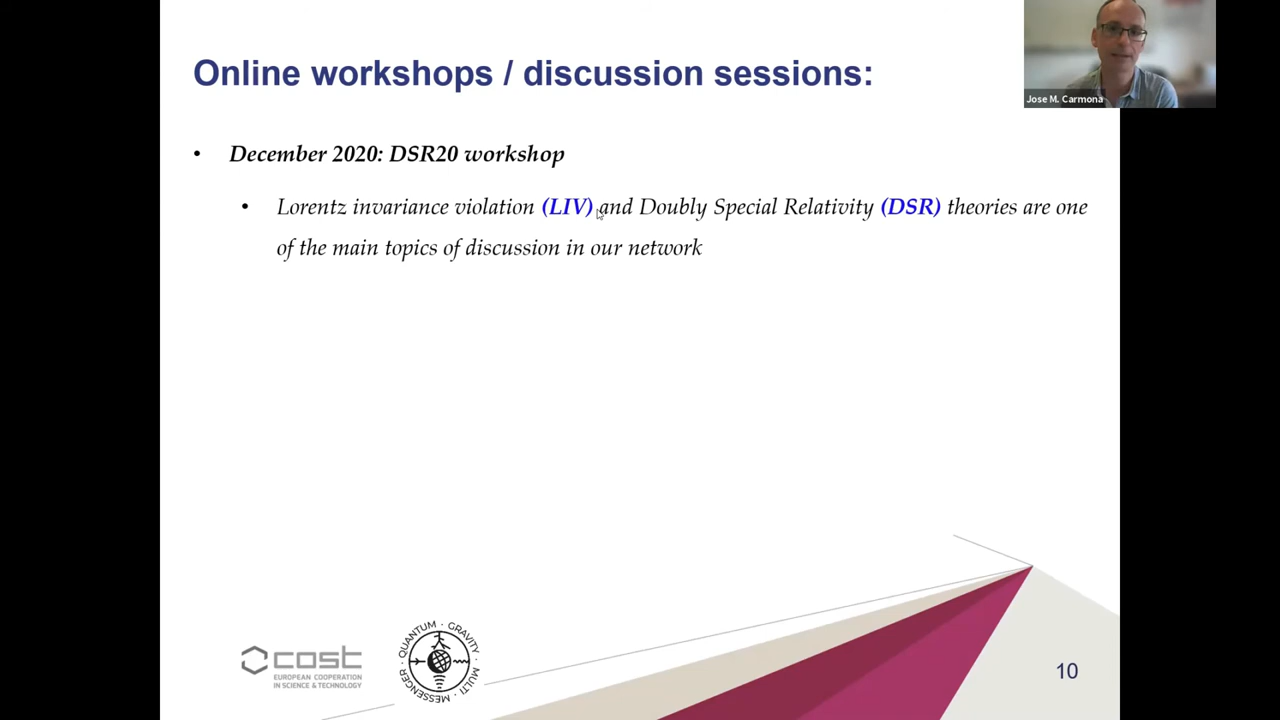 Online workshops / discussion sessions:
Jose M. Carmona
• December 2020: DSR20 workshop
• Lorentz invariance violation (LIV) and Doubly Special Relativity (DSR) theories are one
of the main topics of discussion in our network
cost
EUROPEAN COOPERATION
IN SCIENCE & TECHNOLOGY
QUANTUM · GRAVITY · MULTI · MESSENGER ·
10